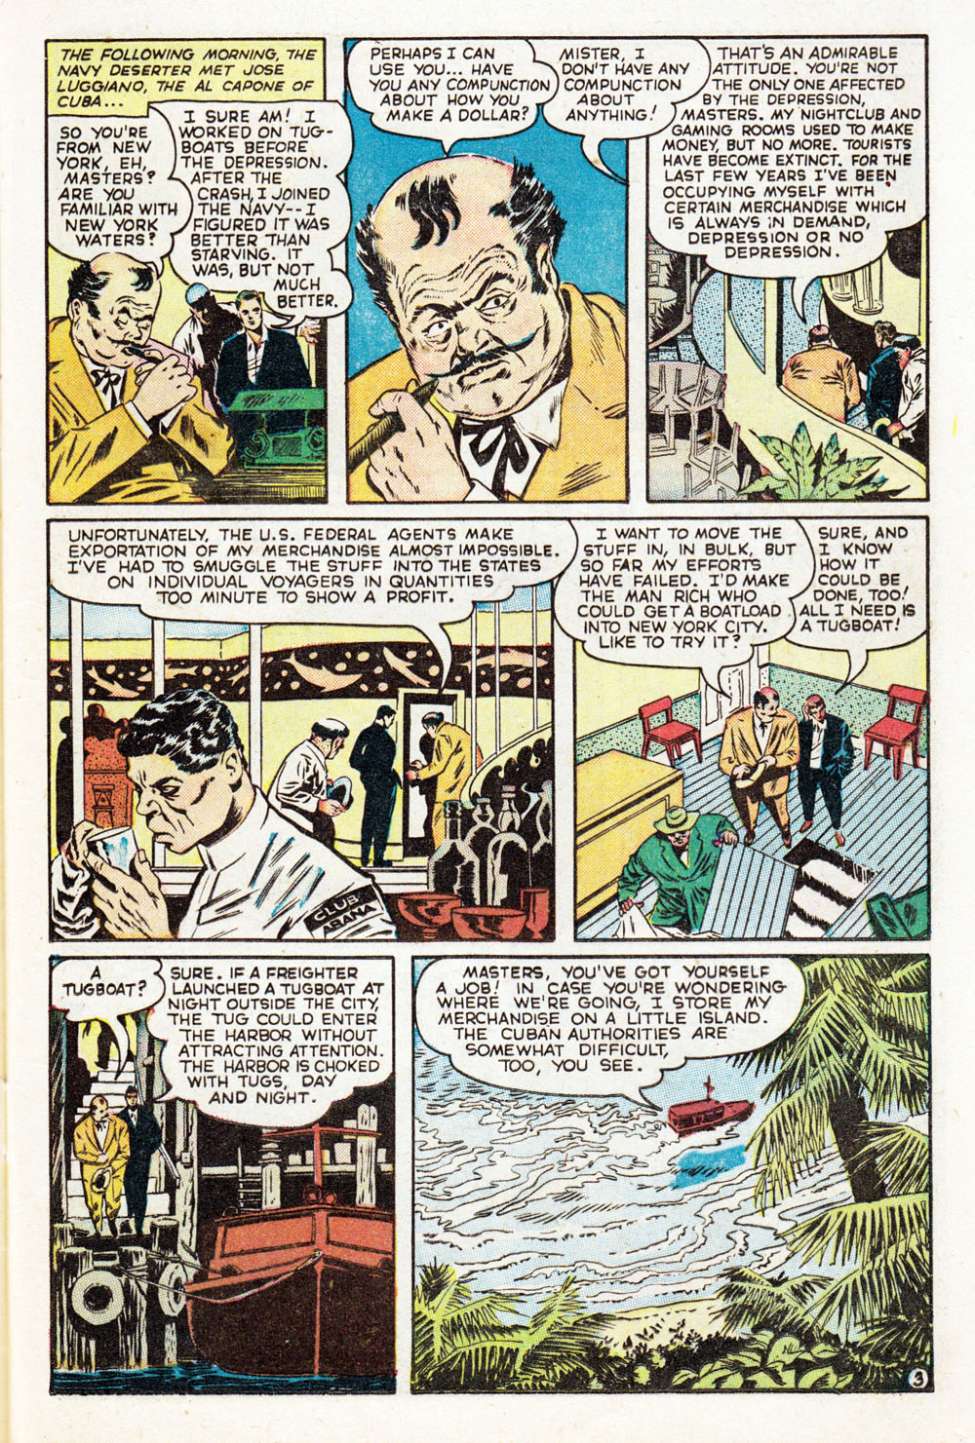 THE FOLLOWING MORNING, THE
NAVY DESERTER MET JOSE
LUGGIANO, THE AL CAPONE OF
CUBA...
SO YOU'RE
FROM NEW
YORK, EH,
MASTERS?
ARE YOU
FAMILIAR WITH
NEW YORK
WATERS?
I SURE AM! I
WORKED ON TUG-
BOATS BEFORE
THE DEPRESSION.
AFTER THE
CRASH, I JOINED
THE NAVY--I
FIGURED IT WAS
BETTER THAN
STARVING. IT
WAS, BUT NOT
MUCH
BETTER.
PERHAPS I CAN
USE YOU... HAVE
YOU ANY COMPUNCTION
ABOUT HOW YOU
MAKE A DOLLAR?
MISTER, I
DON'T HAVE ANY
COMPUNCTION
ABOUT
ANYTHING!
THAT'S AN ADMIRABLE
ATTITUDE. YOU'RE NOT
THE ONLY ONE AFFECTED
BY THE DEPRESSION,
MASTERS. MY NIGHTCLUB AND
GAMING ROOMS USED TO MAKE
MONEY, BUT NO MORE. TOURISTS
HAVE BECOME EXTINCT. FOR THE
LAST FEW YEARS I'VE BEEN
OCCUPYING MYSELF WITH
CERTAIN MERCHANDISE WHICH
IS ALWAYS IN DEMAND,
DEPRESSION OR NO
DEPRESSION.
UNFORTUNATELY, THE U.S. FEDERAL AGENTS MAKE
EXPORTATION OF MY MERCHANDISE ALMOST IMPOSSIBLE.
I'VE HAD TO SMUGGLE THE STUFF INTO THE STATES
ON INDIVIDUAL VOYAGERS IN QUANTITIES
TOO MINUTE TO SHOW A PROFIT.
CLUB
ABANA
I WANT TO MOVE THE
STUFF IN, IN BULK, BUT
SO FAR MY EFFORTS
HAVE FAILED. I'D MAKE
THE MAN RICH WHO
COULD GET A BOATLOAD
INTO NEW YORK CITY.
LIKE TO TRY IT?
SURE, AND
I KNOW
HOW IT
COULD BE
DONE, TOO!
ALL I NEED IS
A TUGBOAT!
A
TUGBOAT?
SURE. IF A FREIGHTER
LAUNCHED A TUGBOAT AT
NIGHT OUTSIDE THE CITY,
THE TUG COULD ENTER
THE HARBOR WITHOUT
ATTRACTING ATTENTION.
THE HARBOR IS CHOKED
WITH TUGS, DAY
AND NIGHT.
MASTERS, YOU'VE GOT YOURSELF
A JOB! IN CASE YOU'RE WONDERING
WHERE WE'RE GOING, I STORE MY
MERCHANDISE ON A LITTLE ISLAND.
THE CUBAN AUTHORITIES ARE
SOMEWHAT DIFFICULT,
TOO, YOU SEE.
3